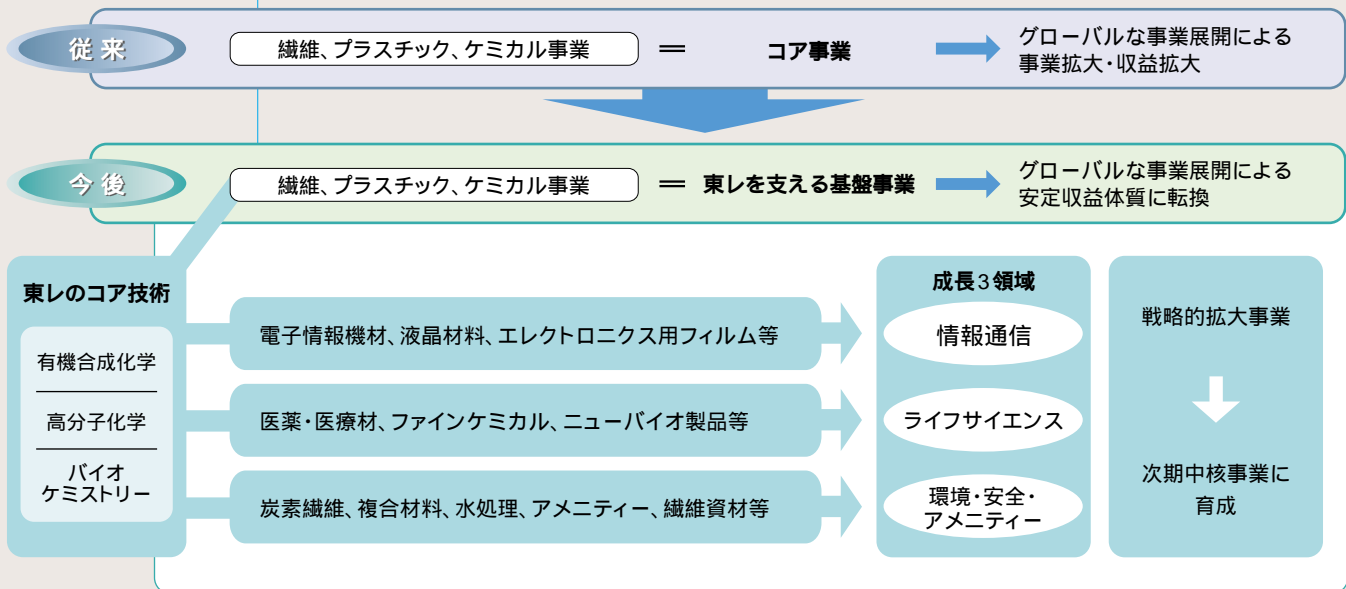 従来
繊維、プラスチック、ケミカル事業
＝
コア事業
グローバルな事業展開による
事業拡大・収益拡大
今後
繊維、プラスチック、ケミカル事業
＝
東レを支える基盤事業
グローバルな事業展開による
安定収益体質に転換
東レのコア技術
有機合成化学
高分子化学
バイオ
ケミストリー
電子情報機材、液晶材料、エレクトロニクス用フィルム等
医薬・医療材、ファインケミカル、ニューバイオ製品等
炭素繊維、複合材料、水処理、アメニティー、繊維資材等
成長3領域
情報通信
ライフサイエンス
環境・安全・
アメニティー
戦略的拡大事業
次期中核事業に
育成